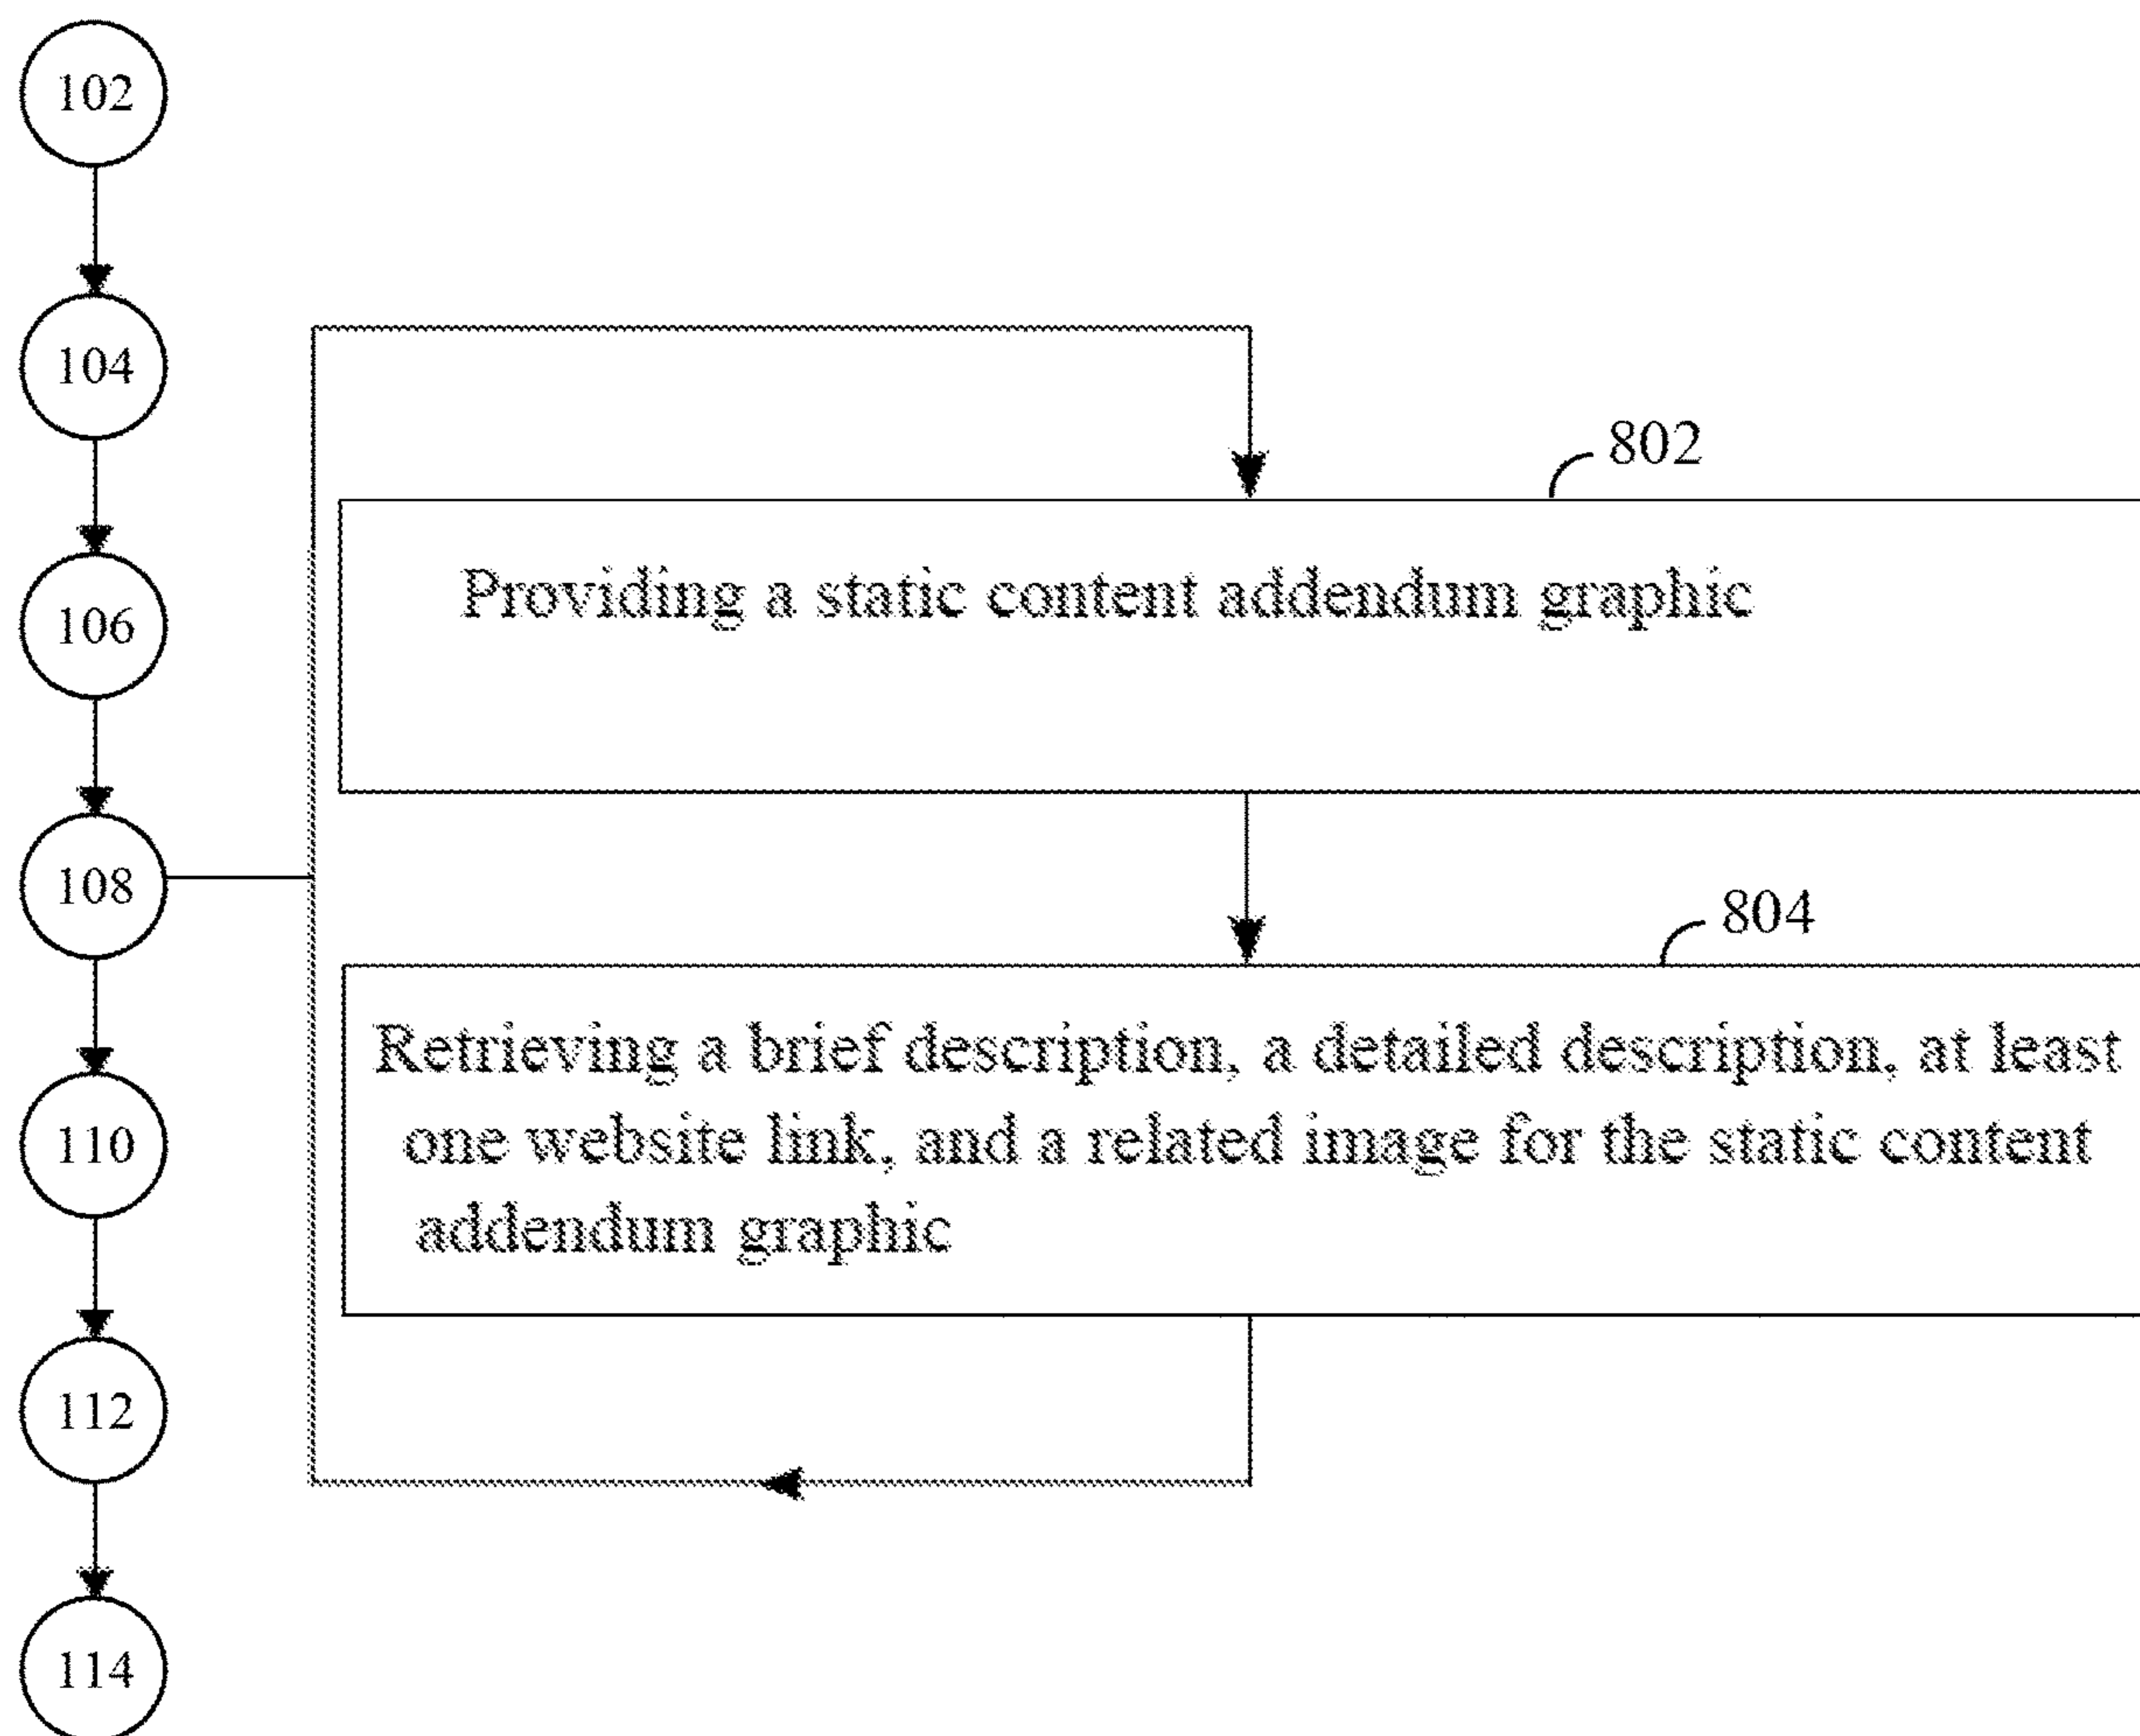 102
104
802
Providing a static content addendum graphic
106
108
804
Retrieving a brief description, a detailed description, at least
one website link, and a related image for the static content
addendum graphic
110
112
114